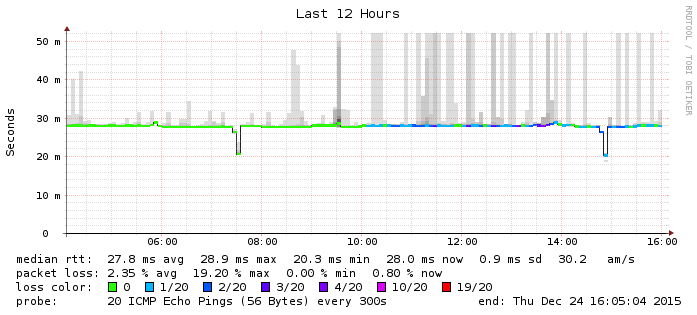 Last 12 Hours
RRDTOOL / TOBI OETIKER
Seconds
50 m
40 m
30 m
20 m
10 m
0
06:00 08:00 10:00 12:00 14:00 16:00
median rtt: 27.8 ms avg 28.9 ms max 20.3 ms min 28.0 ms now 0.9 ms sd 30.2 am/s
packet loss: 2.35 % avg 19.20 % max 0.00 % min 0.80 % now
loss color: 0 1/20 2/20 3/20 4/20 10/20 19/20
probe: 20 ICMP Echo Pings (56 Bytes) every 300s end: Thu Dec 24 16:05:04 2015